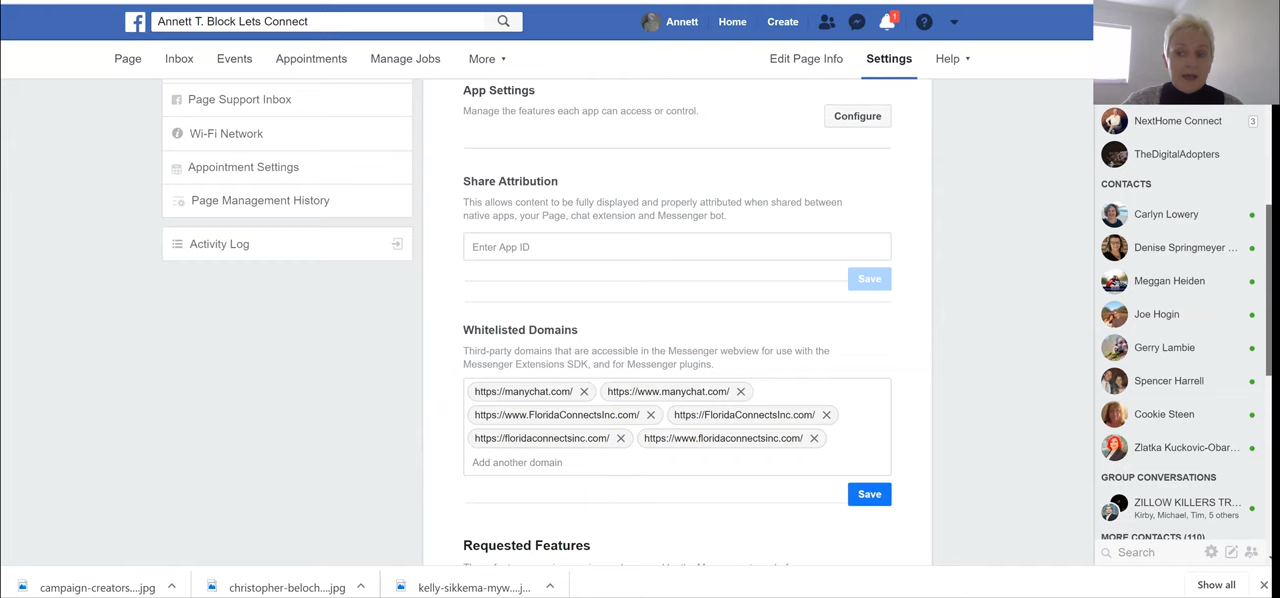 Annett T. Block Lets Connect
Annett Home Create 1
Page Inbox Events Appointments Manage Jobs More Edit Page Info Settings Help
Page Support Inbox
Wi-Fi Network
Appointment Settings
Page Management History
Activity Log
App Settings
Manage the features each app can access or control.
Configure
Share Attribution
This allows content to be fully displayed and properly attributed when shared between
native apps, your Page, chat extension and Messenger bot.
Enter App ID
Save
Whitelisted Domains
Third-party domains that are accessible in the Messenger webview for use with the
Messenger Extensions SDK, and for Messenger plugins.
https://manychat.com/ https://www.manychat.com/
https://www.FloridaConnectsInc.com/ https://FloridaConnectsInc.com/
https://floridaconnectsinc.com/ https://www.floridaconnectsinc.com/
Add another domain
Save
Requested Features
NextHome Connect 3
TheDigitalAdopters
CONTACTS
Carlyn Lowery
Denise Springmeyer ...
Meggan Heiden
Joe Hogin
Gerry Lambie
Spencer Harrell
Cookie Steen
Zlatka Kuckovic-Obar...
GROUP CONVERSATIONS
ZILLOW KILLERS TR...
Kirby, Michael, Tim, 5 others
MORE CONTACTS (110)
Search
campaign-creators....jpg christopher-beloch....jpg kelly-sikkema-myw....j... Show all